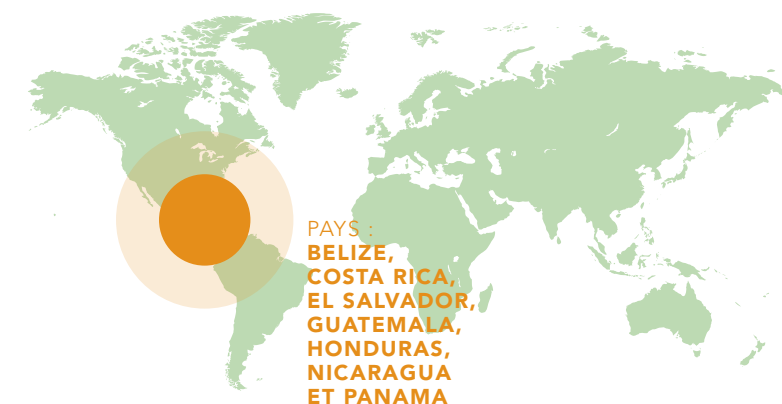 PAYS :
BELIZE,
COSTA RICA,
EL SALVADOR,
GUATEMALA,
HONDURAS,
NICARAGUA
ET PANAMA